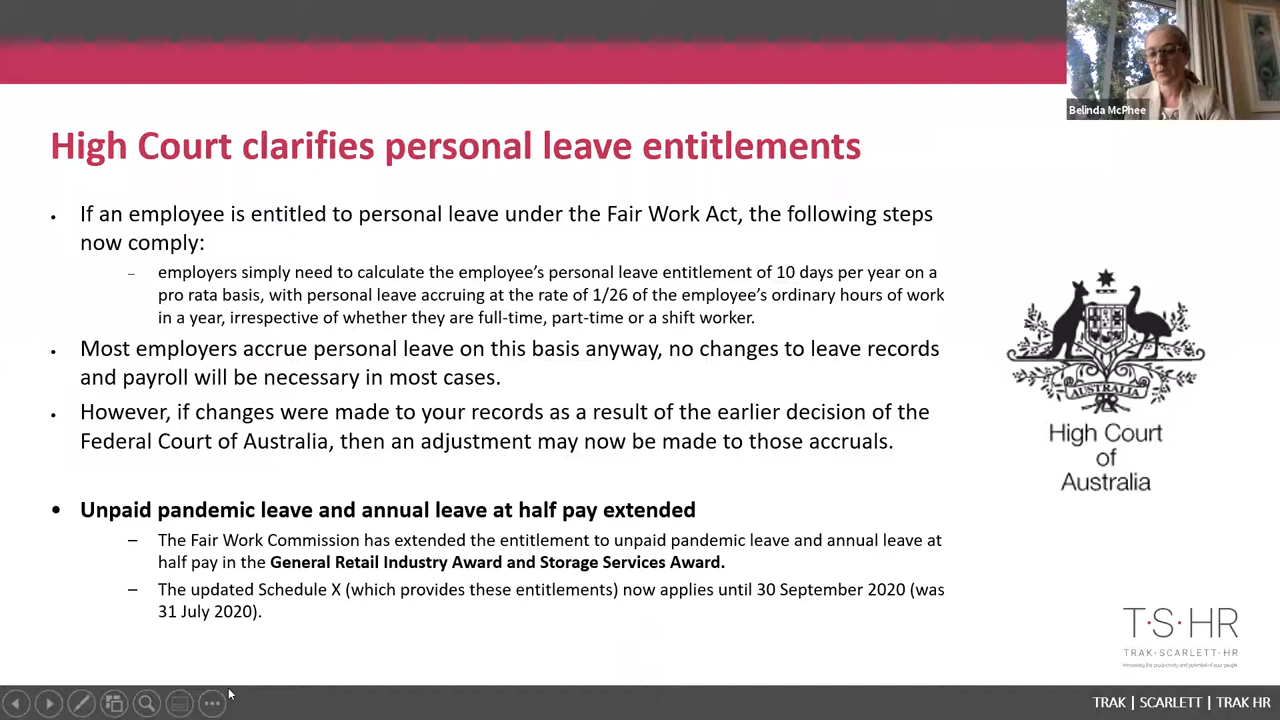 Belinda McPhee
High Court clarifies personal leave entitlements
• If an employee is entitled to personal leave under the Fair Work Act, the following steps
now comply:
– employers simply need to calculate the employee's personal leave entitlement of 10 days per year on a
pro rata basis, with personal leave accruing at the rate of 1/26 of the employee's ordinary hours of work
in a year, irrespective of whether they are full-time, part-time or a shift worker.
• Most employers accrue personal leave on this basis anyway, no changes to leave records
and payroll will be necessary in most cases.
• However, if changes were made to your records as a result of the earlier decision of the
Federal Court of Australia, then an adjustment may now be made to those accruals.
• Unpaid pandemic leave and annual leave at half pay extended
– The Fair Work Commission has extended the entitlement to unpaid pandemic leave and annual leave at
half pay in the General Retail Industry Award and Storage Services Award.
– The updated Schedule X (which provides these entitlements) now applies until 30 September 2020 (was
31 July 2020).
AUSTRALIA
High Court
of
Australia
T·S·HR
TRAK·SCARLETT·HR
Increasing the productivity and potential of your people
TRAK | SCARLETT | TRAK HR